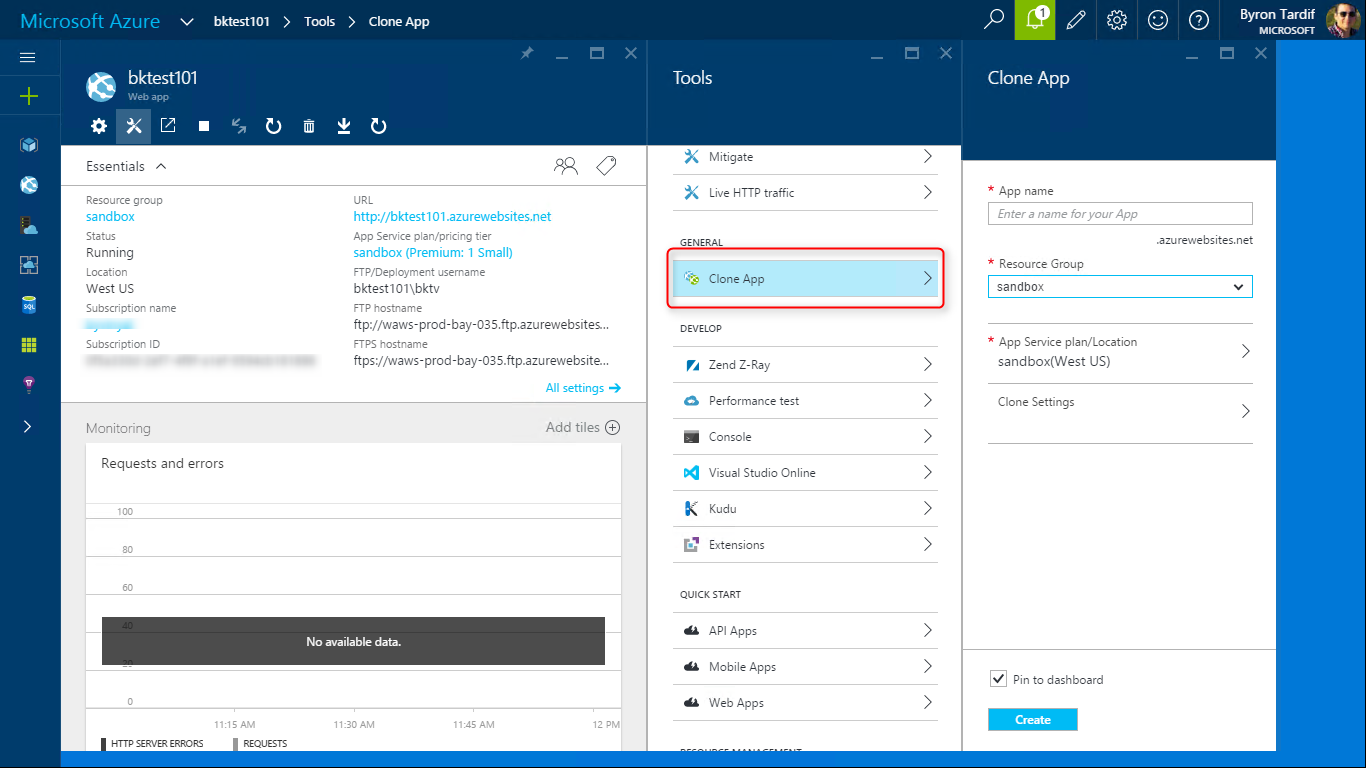 Microsoft Azure
bktest101
Tools
Clone App
1
Byron Tardif
MICROSOFT
bktest101
Web app
Essentials
Resource group
sandbox
Status
Running
Location
West US
Subscription name
Subscription ID
URL
http://bktest101.azurewebsites.net
App Service plan/pricing tier
sandbox (Premium: 1 Small)
FTP/Deployment username
bktest101\bktv
FTP hostname
ftp://waws-prod-bay-035.ftp.azurewebsites...
FTPS hostname
ftps://waws-prod-bay-035.ftp.azurewebsite...
All settings
Monitoring
Add tiles
Requests and errors
100
80
60
40
20
0
No available data.
11:15 AM
11:30 AM
11:45 AM
12 PM
HTTP SERVER ERRORS
REQUESTS
Tools
Mitigate
Live HTTP traffic
GENERAL
Clone App
DEVELOP
Zend Z-Ray
Performance test
Console
Visual Studio Online
Kudu
Extensions
QUICK START
API Apps
Mobile Apps
Web Apps
RESOURCE MANAGEMENT
Clone App
* App name
Enter a name for your App
.azurewebsites.net
* Resource Group
sandbox
* App Service plan/Location
sandbox(West US)
Clone Settings
Pin to dashboard
Create
SQL